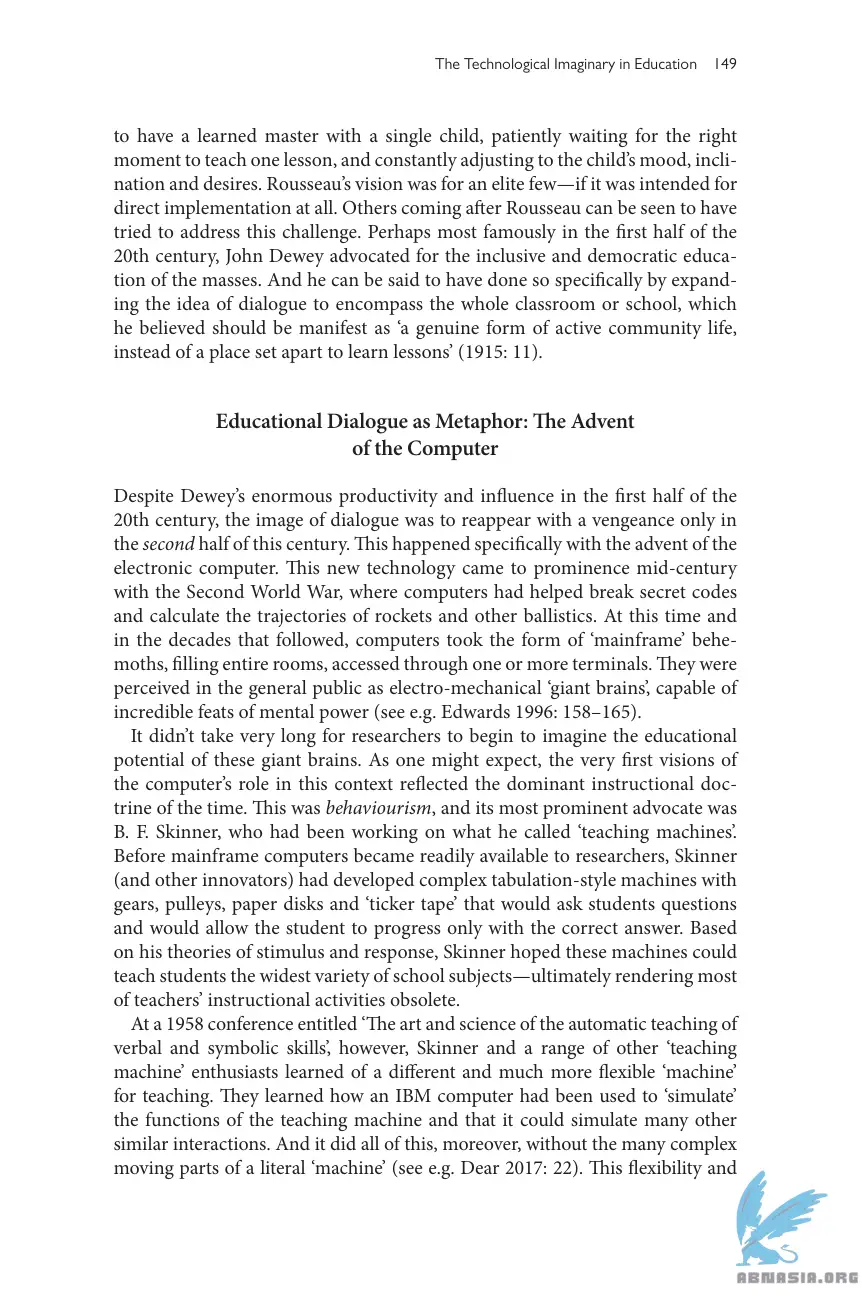 The Technological Imaginary in Education 149
to have a learned master with a single child, patiently waiting for the right
moment to teach one lesson, and constantly adjusting to the child’s mood, incli-
nation and desires. Rousseau’s vision was for an elite few—if it was intended for
direct implementation at all. Others coming after Rousseau can be seen to have
tried to address this challenge. Perhaps most famously in the first half of the
20th century, John Dewey advocated for the inclusive and democratic educa-
tion of the masses. And he can be said to have done so specifically by expand-
ing the idea of dialogue to encompass the whole classroom or school, which
he believed should be manifest as ‘a genuine form of active community life,
instead of a place set apart to learn lessons’ (1915: 11).
Educational Dialogue as Metaphor: The Advent
of the Computer
Despite Dewey’s enormous productivity and influence in the first half of the
20th century, the image of dialogue was to reappear with a vengeance only in
the second half of this century. This happened specifically with the advent of the
electronic computer. This new technology came to prominence mid-century
with the Second World War, where computers had helped break secret codes
and calculate the trajectories of rockets and other ballistics. At this time and
in the decades that followed, computers took the form of ‘mainframe’ behe-
moths, filling entire rooms, accessed through one or more terminals. They were
perceived in the general public as electro-mechanical ‘giant brains’, capable of
incredible feats of mental power (see e.g. Edwards 1996: 158–165).
It didn’t take very long for researchers to begin to imagine the educational
potential of these giant brains. As one might expect, the very first visions of
the computer’s role in this context reflected the dominant instructional doc-
trine of the time. This was behaviourism, and its most prominent advocate was
B. F. Skinner, who had been working on what he called ‘teaching machines’.
Before mainframe computers became readily available to researchers, Skinner
(and other innovators) had developed complex tabulation-style machines with
gears, pulleys, paper disks and ‘ticker tape’ that would ask students questions
and would allow the student to progress only with the correct answer. Based
on his theories of stimulus and response, Skinner hoped these machines could
teach students the widest variety of school subjects—ultimately rendering most
of teachers’ instructional activities obsolete.
At a 1958 conference entitled ‘The art and science of the automatic teaching of
verbal and symbolic skills’, however, Skinner and a range of other ‘teaching
machine’ enthusiasts learned of a different and much more flexible ‘machine’
for teaching. They learned how an IBM computer had been used to ‘simulate’
the functions of the teaching machine and that it could simulate many other
similar interactions. And it did all of this, moreover, without the many complex
moving parts of a literal ‘machine’ (see e.g. Dear 2017: 22). This flexibility and
ABNASIA.ORG